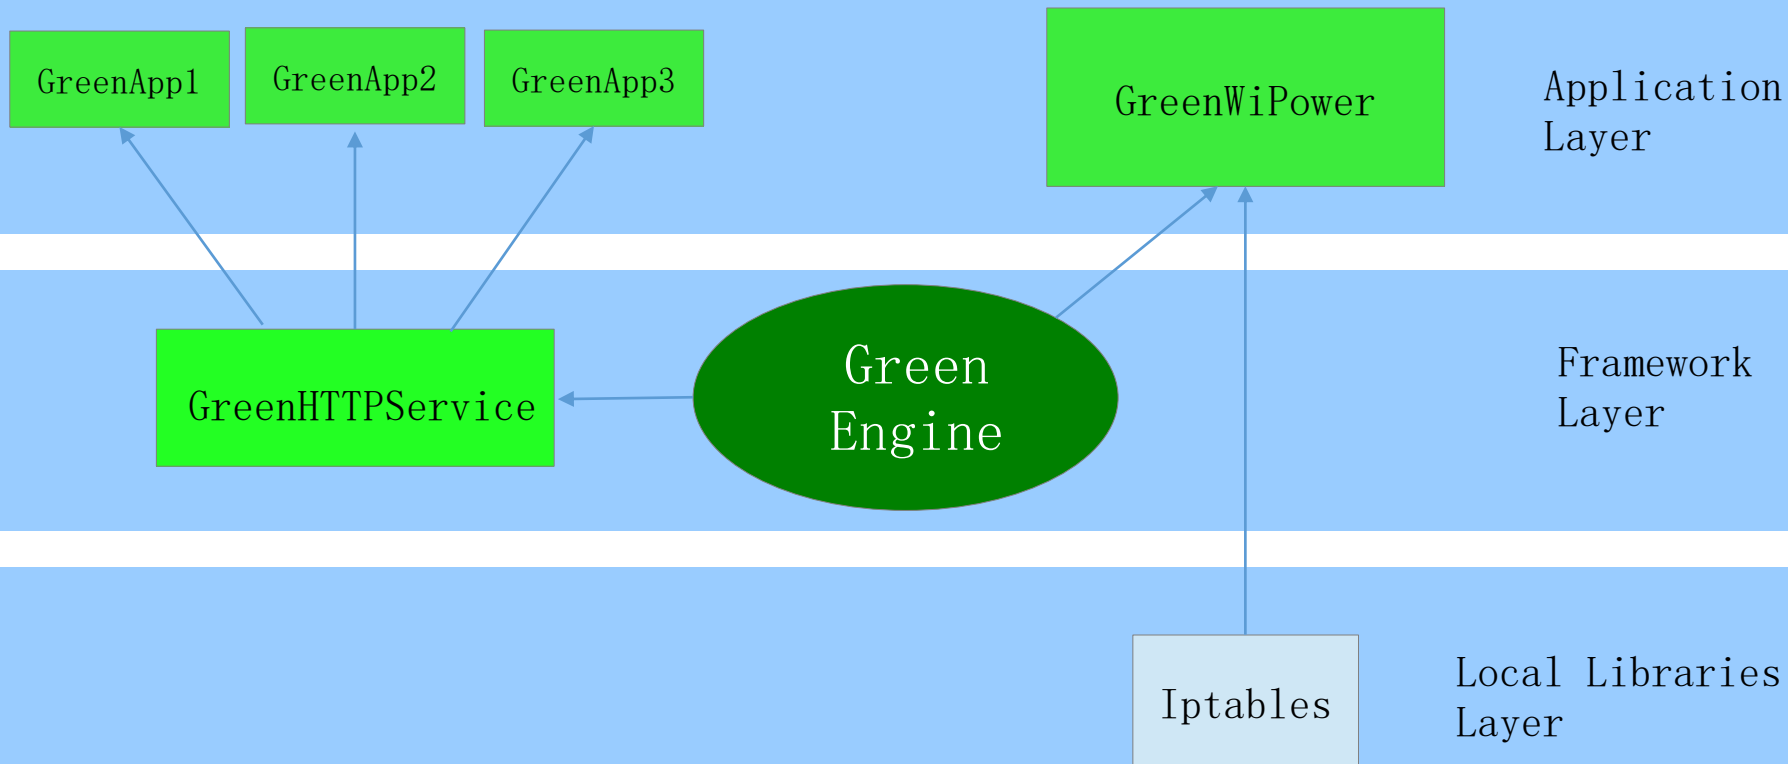 GreenApp1
GreenApp2
GreenApp3
GreenWiPower
Application
Layer
GreenHTTPService
Green
Engine
Framework
Layer
Iptables
Local Libraries
Layer